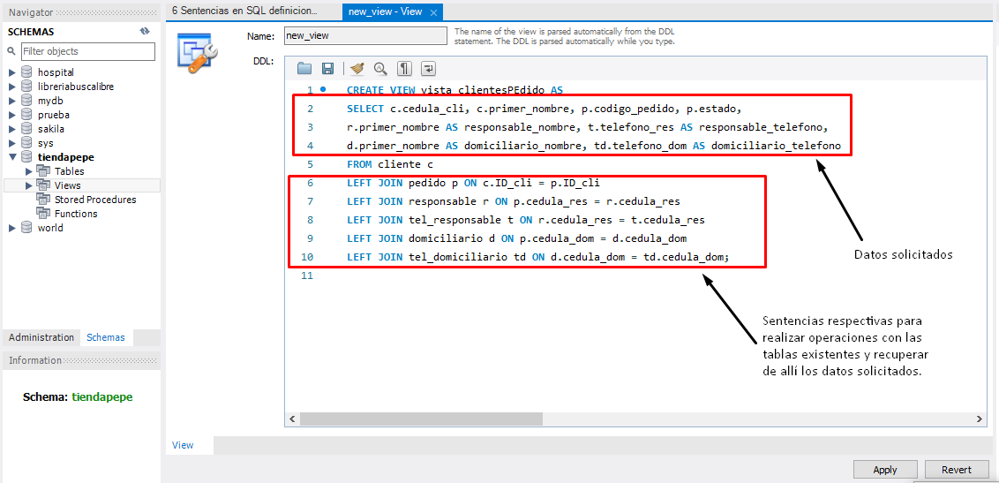 Navigator
SCHEMAS
Filter objects
hospital
libreriabuscalibre
mydb
prueba
sakila
sys
tiendapepe
Tables
Views
Stored Procedures
Functions
world
Administration
Schemas
Information
Schema: tiendapepe
6 Sentencias en SQL definicion...
new_view - View
Name:
new_view
The name of the view is parsed automatically from the DDL
statement. The DDL is parsed automatically while you type.
DDL:
1 CREATE VIEW vista_clientesPEdido AS
2 SELECT c.cedula_cli, c.primer_nombre, p.codigo_pedido, p.estado,
3 r.primer_nombre AS responsable_nombre, t.telefono_res AS responsable_telefono,
4 d.primer_nombre AS domiciliario_nombre, td.telefono_dom AS domiciliario_telefono
5 FROM cliente c
6 LEFT JOIN pedido p ON c.ID_cli = p.ID_cli
7 LEFT JOIN responsable r ON p.cedula_res = r.cedula_res
8 LEFT JOIN tel_responsable t ON r.cedula_res = t.cedula_res
9 LEFT JOIN domiciliario d ON p.cedula_dom = d.cedula_dom
10 LEFT JOIN tel_domiciliario td ON d.cedula_dom = td.cedula_dom;
11
Datos solicitados
Sentencias respectivas para
realizar operaciones con las
tablas existentes y recuperar
de allí los datos solicitados.
View
Apply
Revert